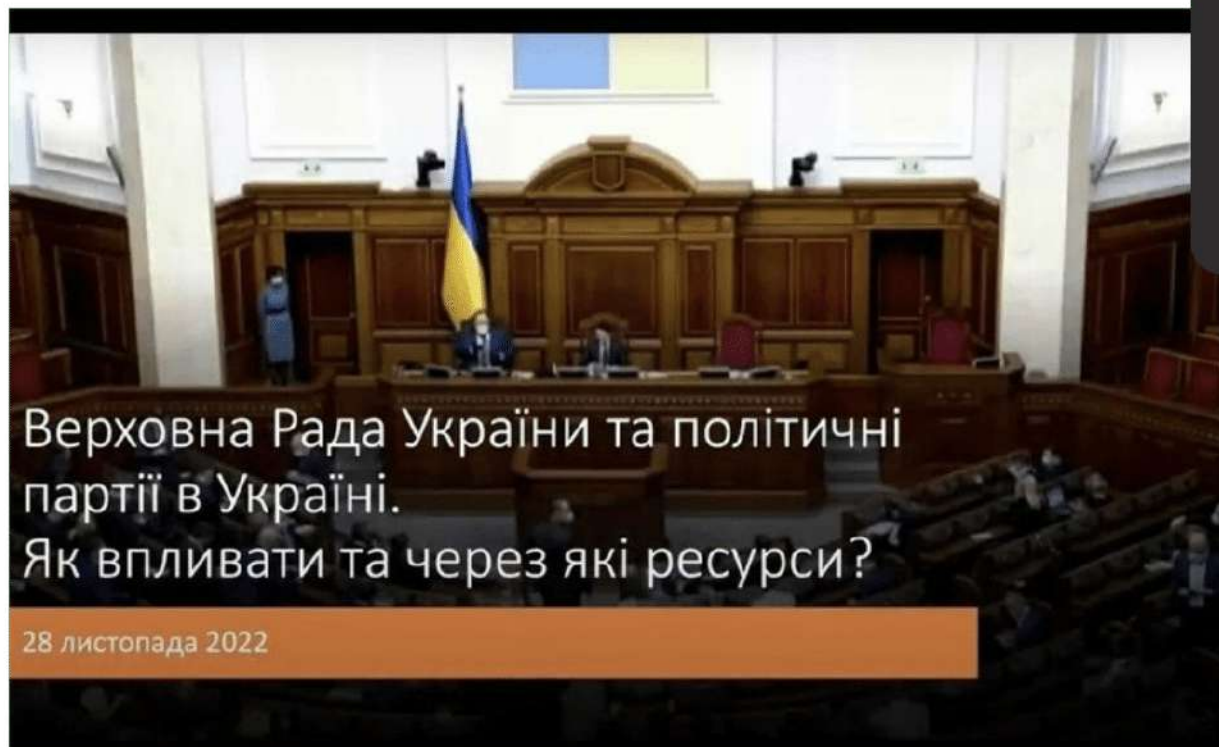 Верховна Рада України та політичні
партії в Україні.
Як впливати та через які ресурси?
28 листопада 2022